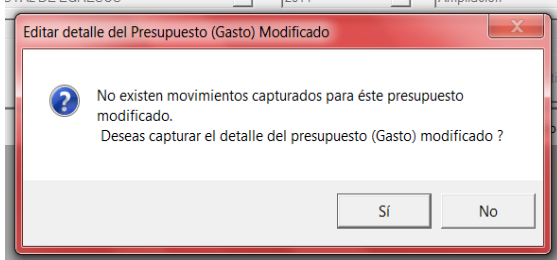 Editar detalle del Presupuesto (Gasto) Modificado
No existen movimientos capturados para éste presupuesto
modificado.
Deseas capturar el detalle del presupuesto (Gasto) modificado ?
Sí
No